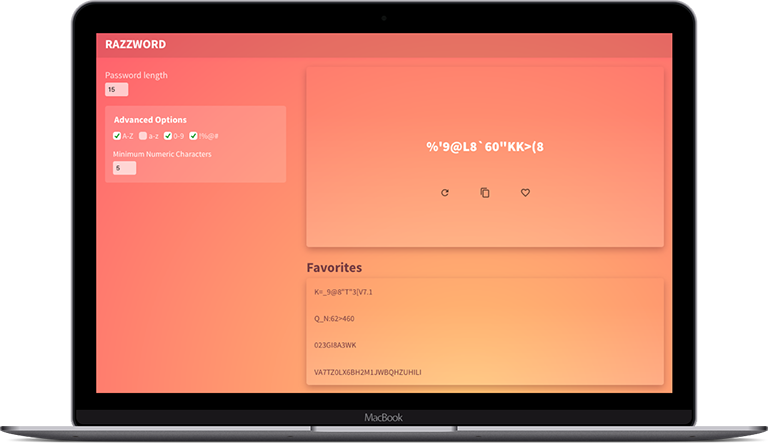 RAZZWORD
Password length
15
Advanced Options
A-Z a-z 0-9 !%@#
Minimum Numeric Characters
5
%'9@L8`60"KK>(8
Favorites
K=_9@8"T"3[V7.1
Q_N:62>460
023GI8A3WK
VA7TZ0LX6BH2M1JWBQHZUHILI
MacBook